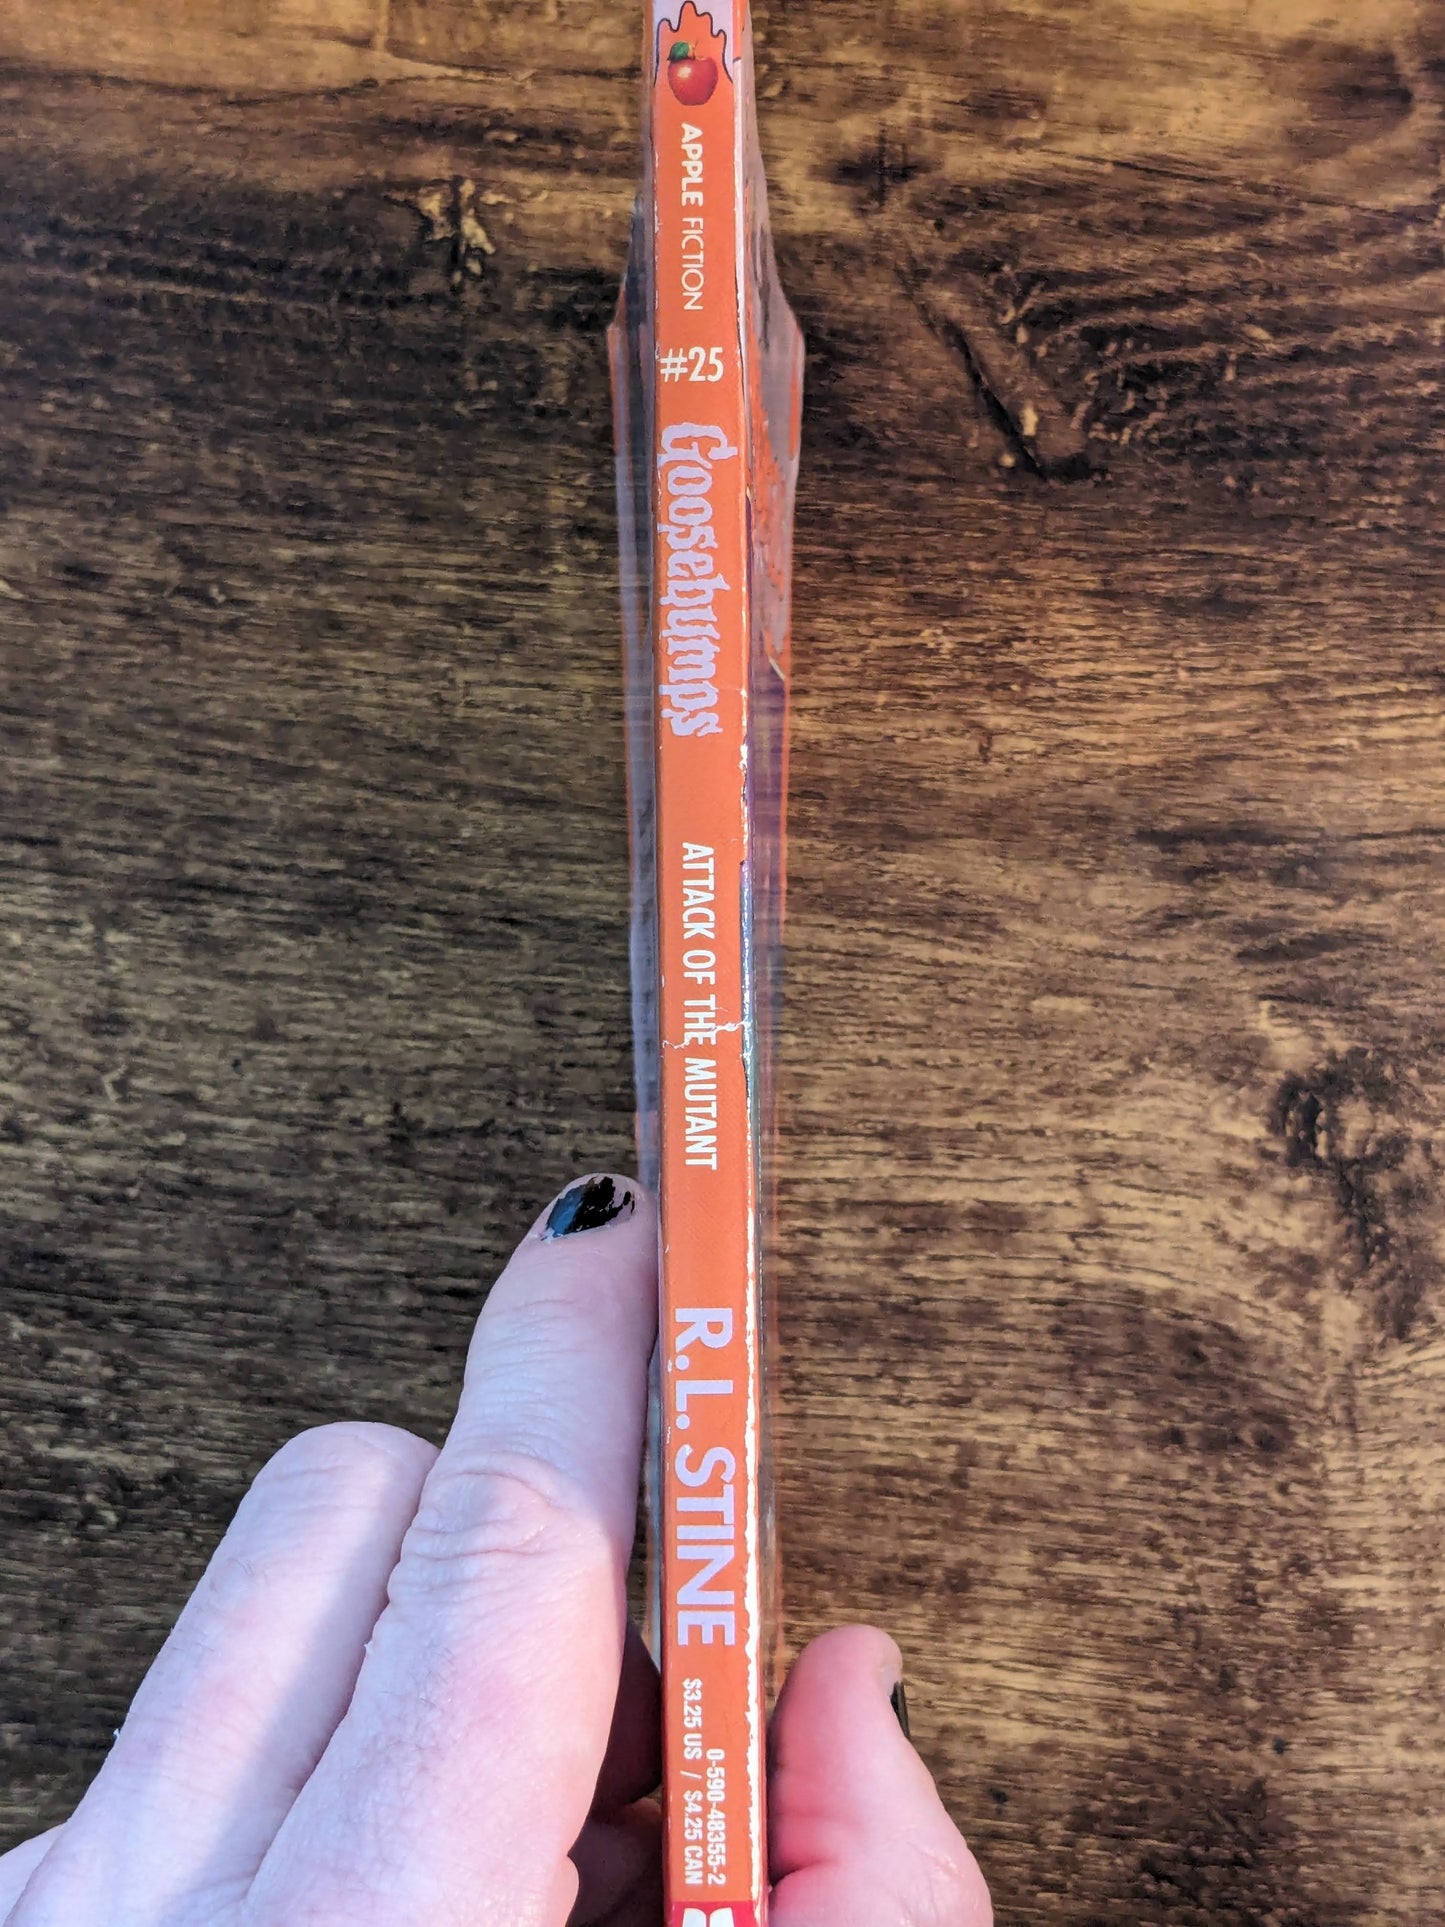 APPLE FICTION
#25
Goosebumps
ATTACK OF THE MUTANT
R.L. STINE
0-590-48355-2
$3.25 US / $4.25 CAN